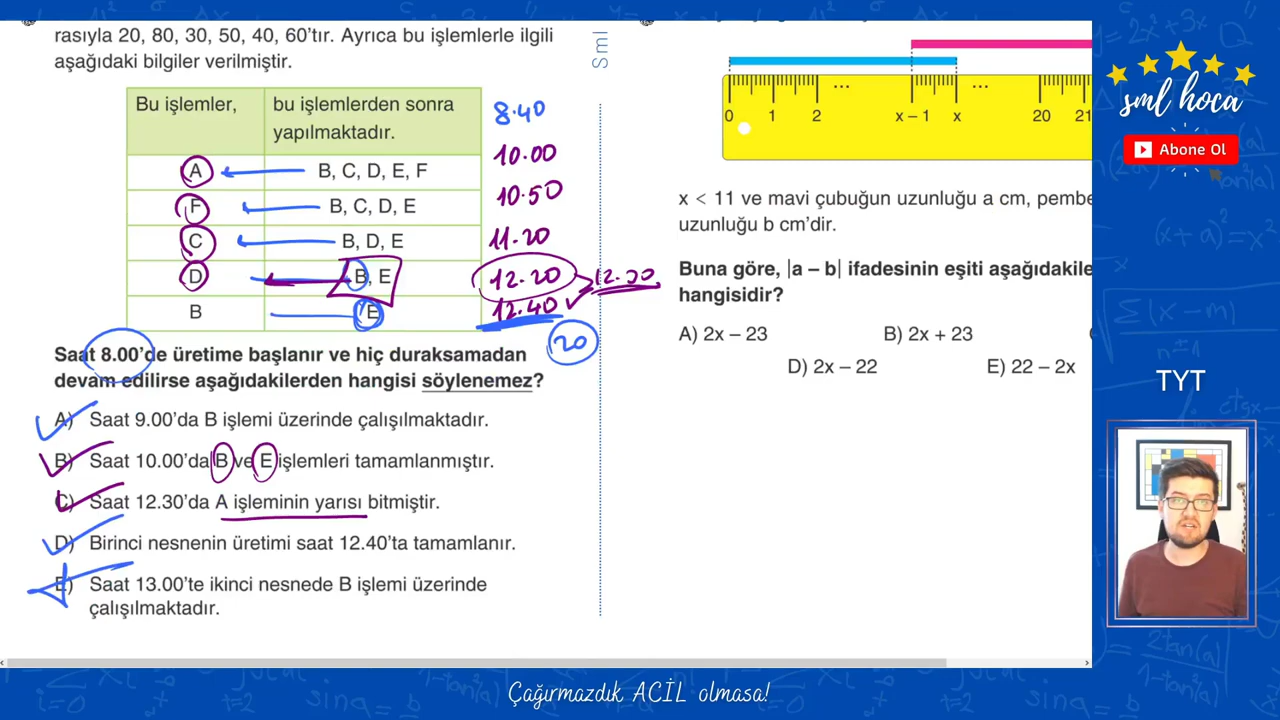 rasıyla 20, 80, 30, 50, 40, 60'tır. Ayrıca bu işlemlerle ilgili
aşağıdaki bilgiler verilmiştir.
Bu işlemler,
bu işlemlerden sonra
yapılmaktadır.
A
B, C, D, E, F
F
B, C, D, E
C
B, D, E
D
B, E
B
E
8.40
10.00
10.50
11.20
12.20
12.30
12.40
20
Saat 8.00'de üretime başlanır ve hiç duraksamadan
devam edilirse aşağıdakilerden hangisi söylenemez?
A) Saat 9.00'da B işlemi üzerinde çalışılmaktadır.
B) Saat 10.00'da B ve E işlemleri tamamlanmıştır.
C) Saat 12.30'da A işleminin yarısı bitmiştir.
D) Birinci nesnenin üretimi saat 12.40'ta tamamlanır.
E) Saat 13.00'te ikinci nesnede B işlemi üzerinde
çalışılmaktadır.
Sml
0 1 2 ... x – 1 x ... 20 21
x < 11 ve mavi çubuğun uzunluğu a cm, pembe
uzunluğu b cm'dir.
Buna göre, |a – b| ifadesinin eşiti aşağıdakile
hangisidir?
A) 2x – 23
B) 2x + 23
D) 2x – 22
E) 22 – 2x
sml hoca
Abone Ol
TYT
Çağırmazdık ACİL olmasa!